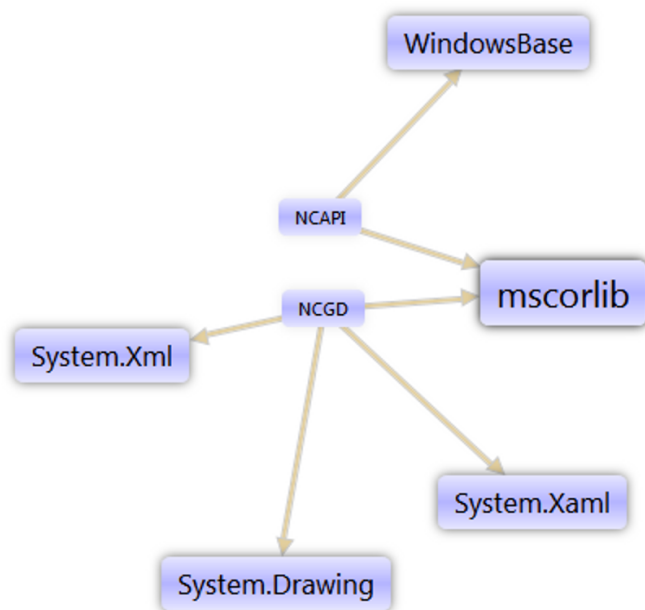 WindowsBase
NCAPI
mscorlib
NCGD
System.Xml
System.Xaml
System.Drawing